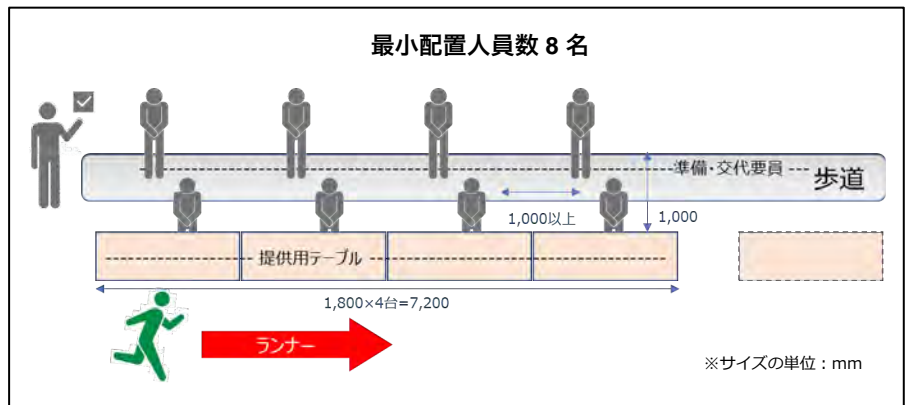 最小配置人員数 8 名
準備・交代要員
歩道
1,000以上
1,000
提供用テーブル
1,800×4台=7,200
ランナー
※サイズの単位：mm